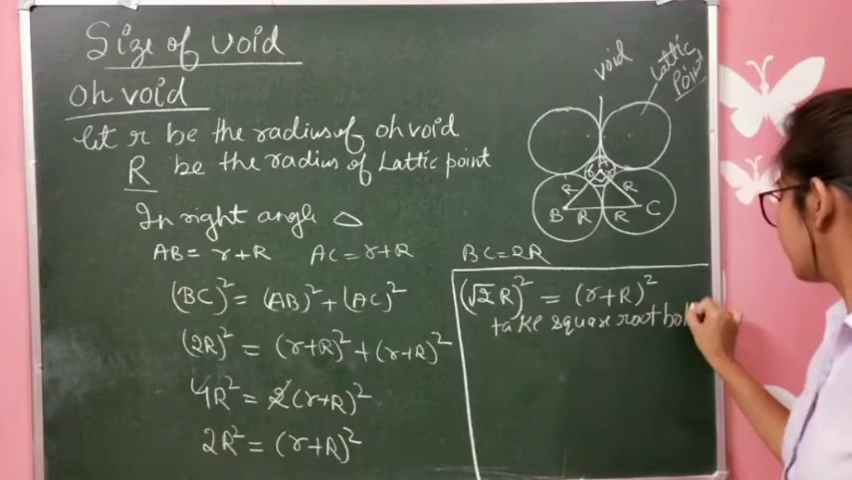 Size of void
oh void
let r be the radius of oh void
R be the radius of Lattic point
In right angle △
AB = r+R AC = r+R BC = 2R
(BC)² = (AB)² + (AC)²
(2R)² = (r+R)² + (r+R)²
4R² = 2(r+R)²
2R² = (r+R)²
void
Lattic
Point
A
R R
B R R C
(√2 R)² = (r+R)²
take square root bo